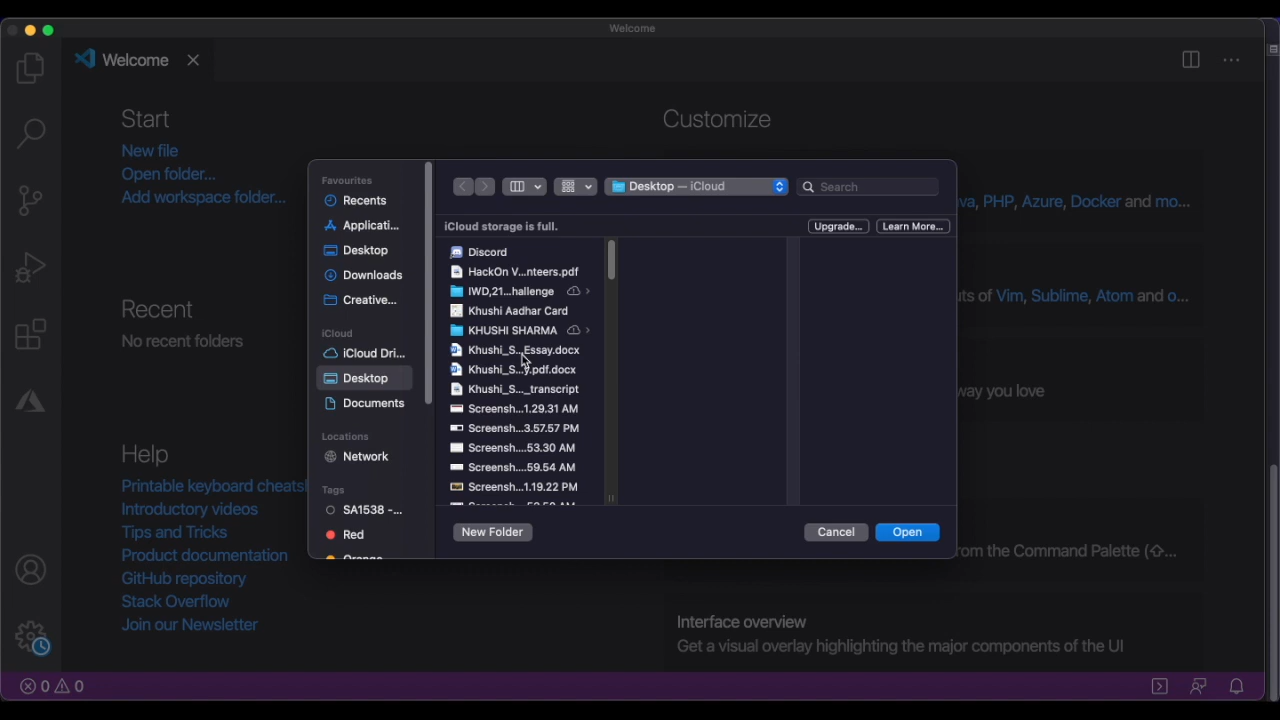 Welcome
Welcome
Start
New file
Open folder...
Add workspace folder...
Recent
No recent folders
Help
Printable keyboard cheats
Introductory videos
Tips and Tricks
Product documentation
GitHub repository
Stack Overflow
Join our Newsletter
Customize
PHP, Azure, Docker and mo...
of Vim, Sublime, Atom and o...
way you love
from the Command Palette (⇧...
Interface overview
Get a visual overview highlighting the major components of the UI
Favourites
Recents
Applicati...
Desktop
Downloads
Creative...
iCloud
iCloud Dri...
Desktop
Documents
Locations
Network
Tags
SA1538 -...
Red
Orange
Desktop — iCloud
Search
iCloud storage is full.
Upgrade...
Learn More...
Discord
HackOn V...nteers.pdf
IWD,21...hallenge
Khushi Aadhar Card
KHUSHI SHARMA
Khushi_S...Essay.docx
Khushi_S...y.pdf.docx
Khushi_S..._transcript
Screensh...1.29.31 AM
Screensh...3.57.57 PM
Screensh....53.30 AM
Screensh....59.54 AM
Screensh...1.19.22 PM
New Folder
Cancel
Open
0
0